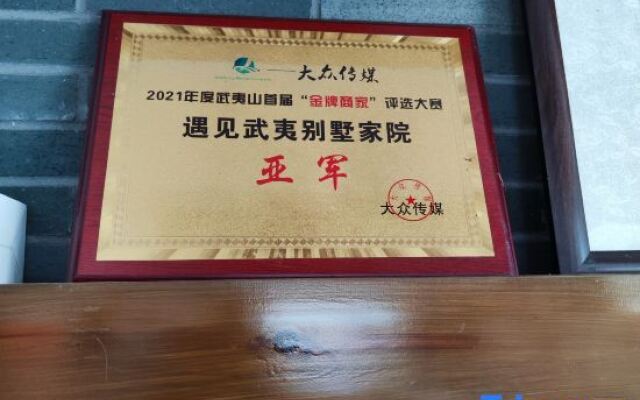 大众传媒
2021年度武夷山首届“金牌商家”评选大赛
遇见武夷别墅家院
亚军
大众传媒